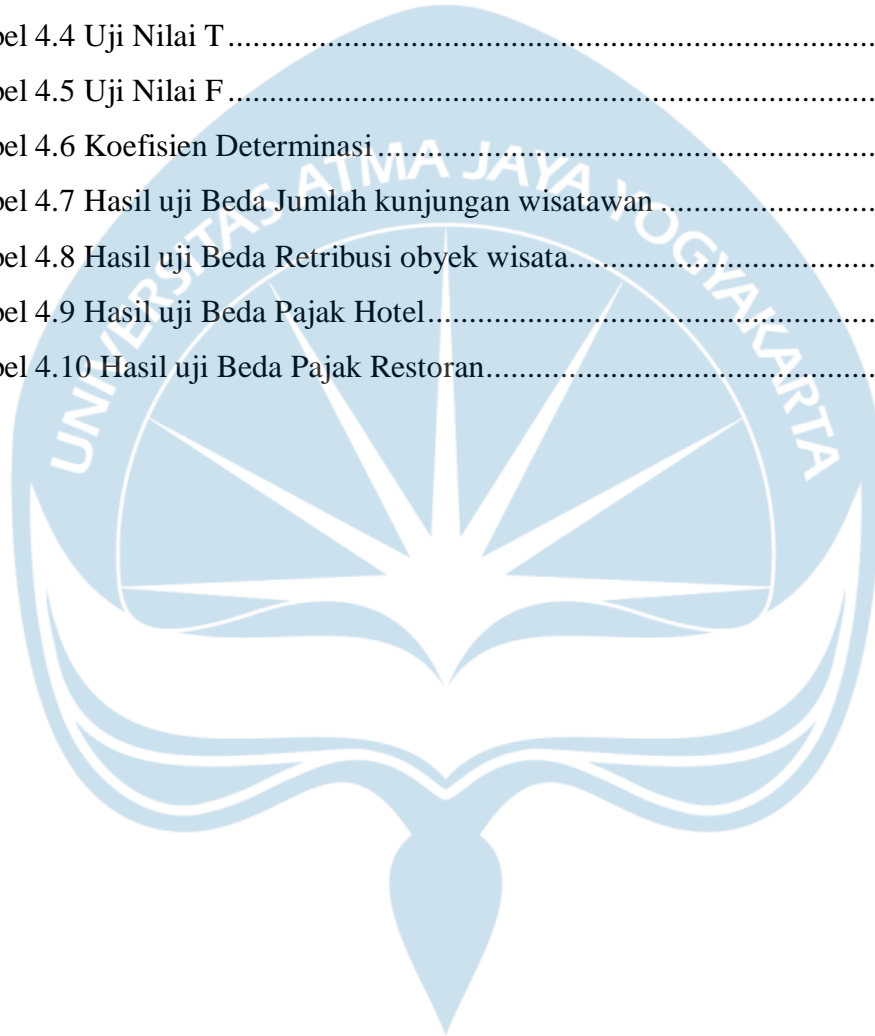 bel 4.4 Uji Nilai T ........................................................................................
bel 4.5 Uji Nilai F ........................................................................................
bel 4.6 Koefisien Determinasi ....................................................................
bel 4.7 Hasil uji Beda Jumlah kunjungan wisatawan ..............................
bel 4.8 Hasil uji Beda Retribusi obyek wisata..........................................
bel 4.9 Hasil uji Beda Pajak Hotel.............................................................
bel 4.10 Hasil uji Beda Pajak Restoran.....................................................
UNIVERSITAS ATMA JAYA YOGYAKARTA